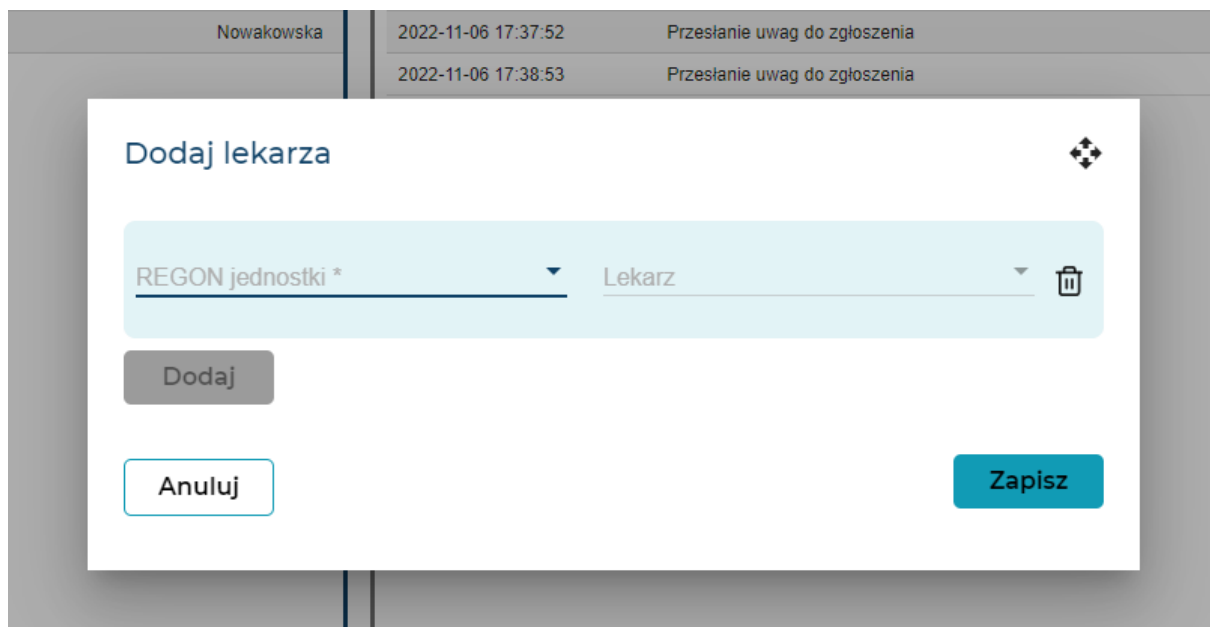 Nowakowska 2022-11-06 17:37:52 Przesłanie uwag do zgłoszenia
2022-11-06 17:38:53 Przesłanie uwag do zgłoszenia
Dodaj lekarza
REGON jednostki * Lekarz
Dodaj
Anuluj Zapisz